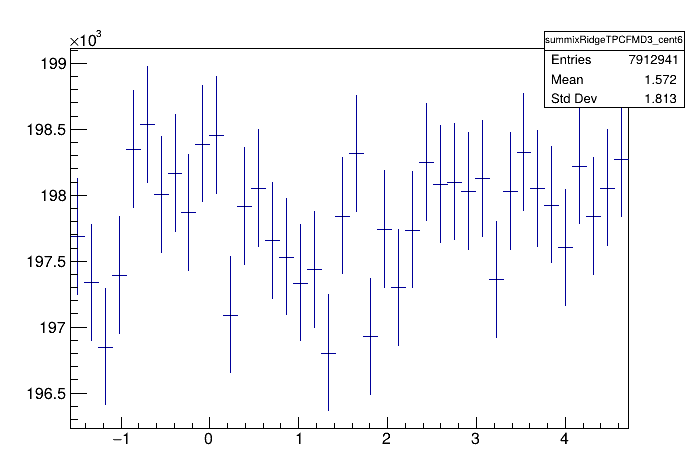 ×10³
summixRidgeTPCFMD3_cent6
Entries 7912941
Mean 1.572
Std Dev 1.813
199
198.5
198
197.5
197
196.5
−1 0 1 2 3 4